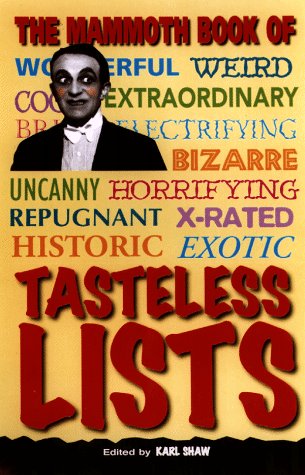 THE MAMMOTH BOOK OF
WEIRD
EXTRAORDINARY
ELECTRIFYING
BIZARRE
UNCANNY HORRIFYING
REPUGNANT X-RATED
HISTORIC EXOTIC
TASTELESS
LISTS
Edited by KARL SHAW